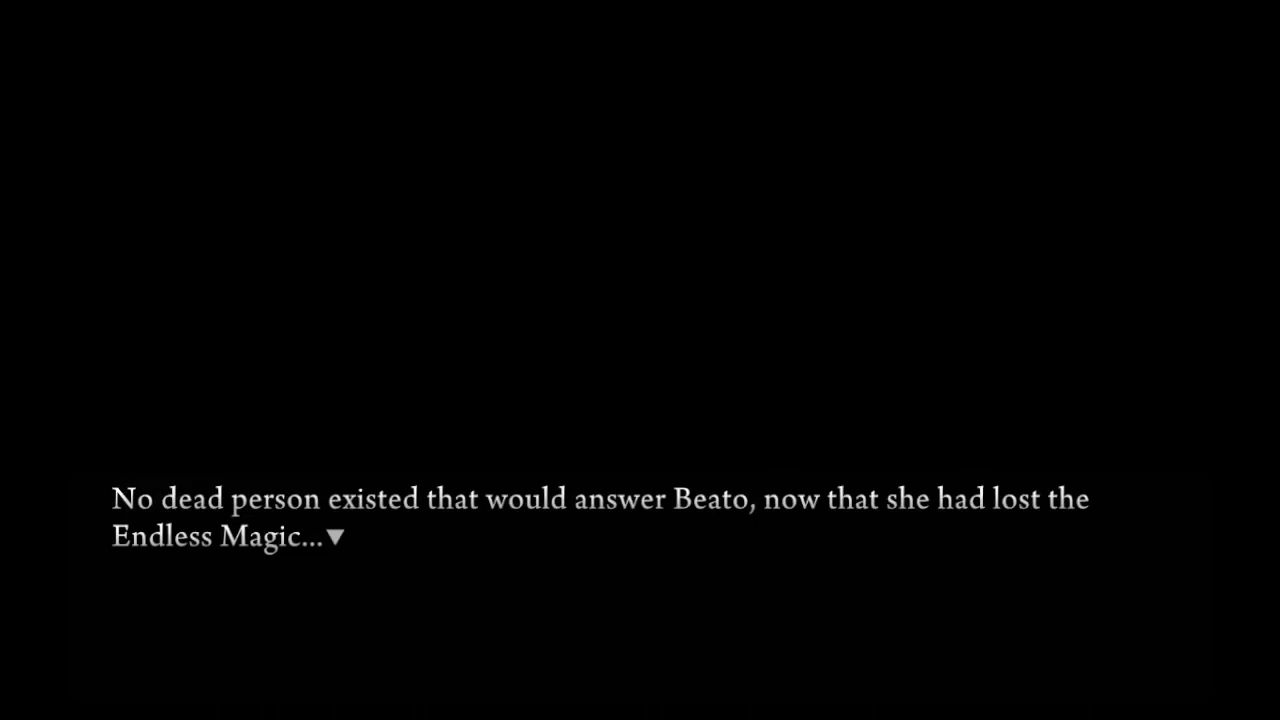 No dead person existed that would answer Beato, now that she had lost the
Endless Magic...▼